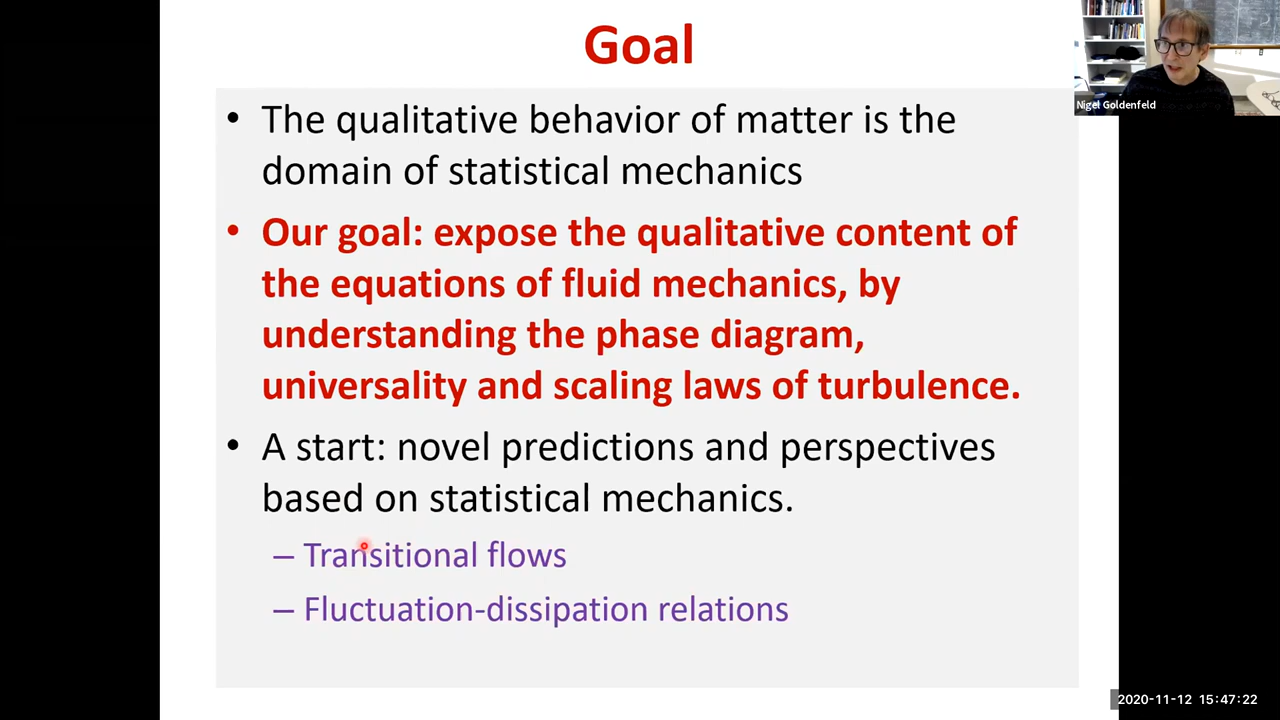 Goal
• The qualitative behavior of matter is the
domain of statistical mechanics
• Our goal: expose the qualitative content of
the equations of fluid mechanics, by
understanding the phase diagram,
universality and scaling laws of turbulence.
• A start: novel predictions and perspectives
based on statistical mechanics.
– Transitional flows
– Fluctuation-dissipation relations
Nigel Goldenfeld
2020-11-12 15:47:22